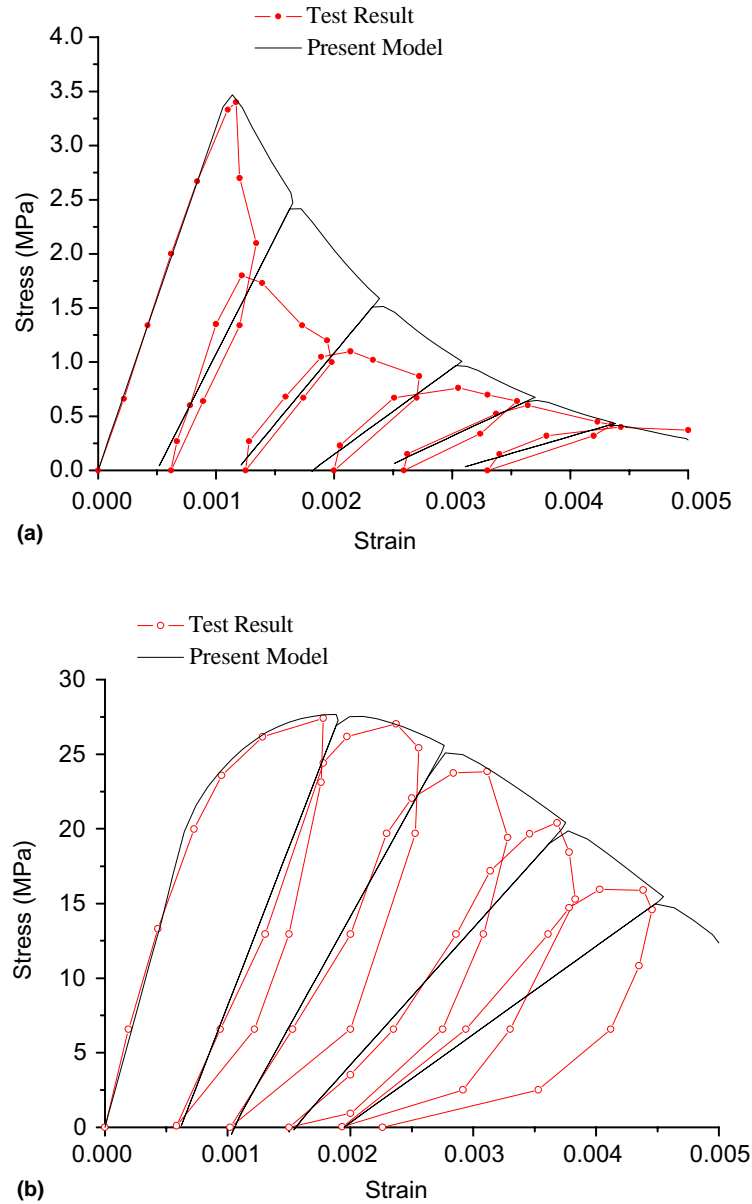 Test Result
Present Model
4.0
3.5
3.0
2.5
2.0
1.5
1.0
0.5
0.0
Stress (MPa)
0.000
0.001
0.002
0.003
0.004
0.005
(a)
Strain
Test Result
Present Model
30
25
20
15
10
5
0
Stress (MPa)
0.000
0.001
0.002
0.003
0.004
0.005
(b)
Strain